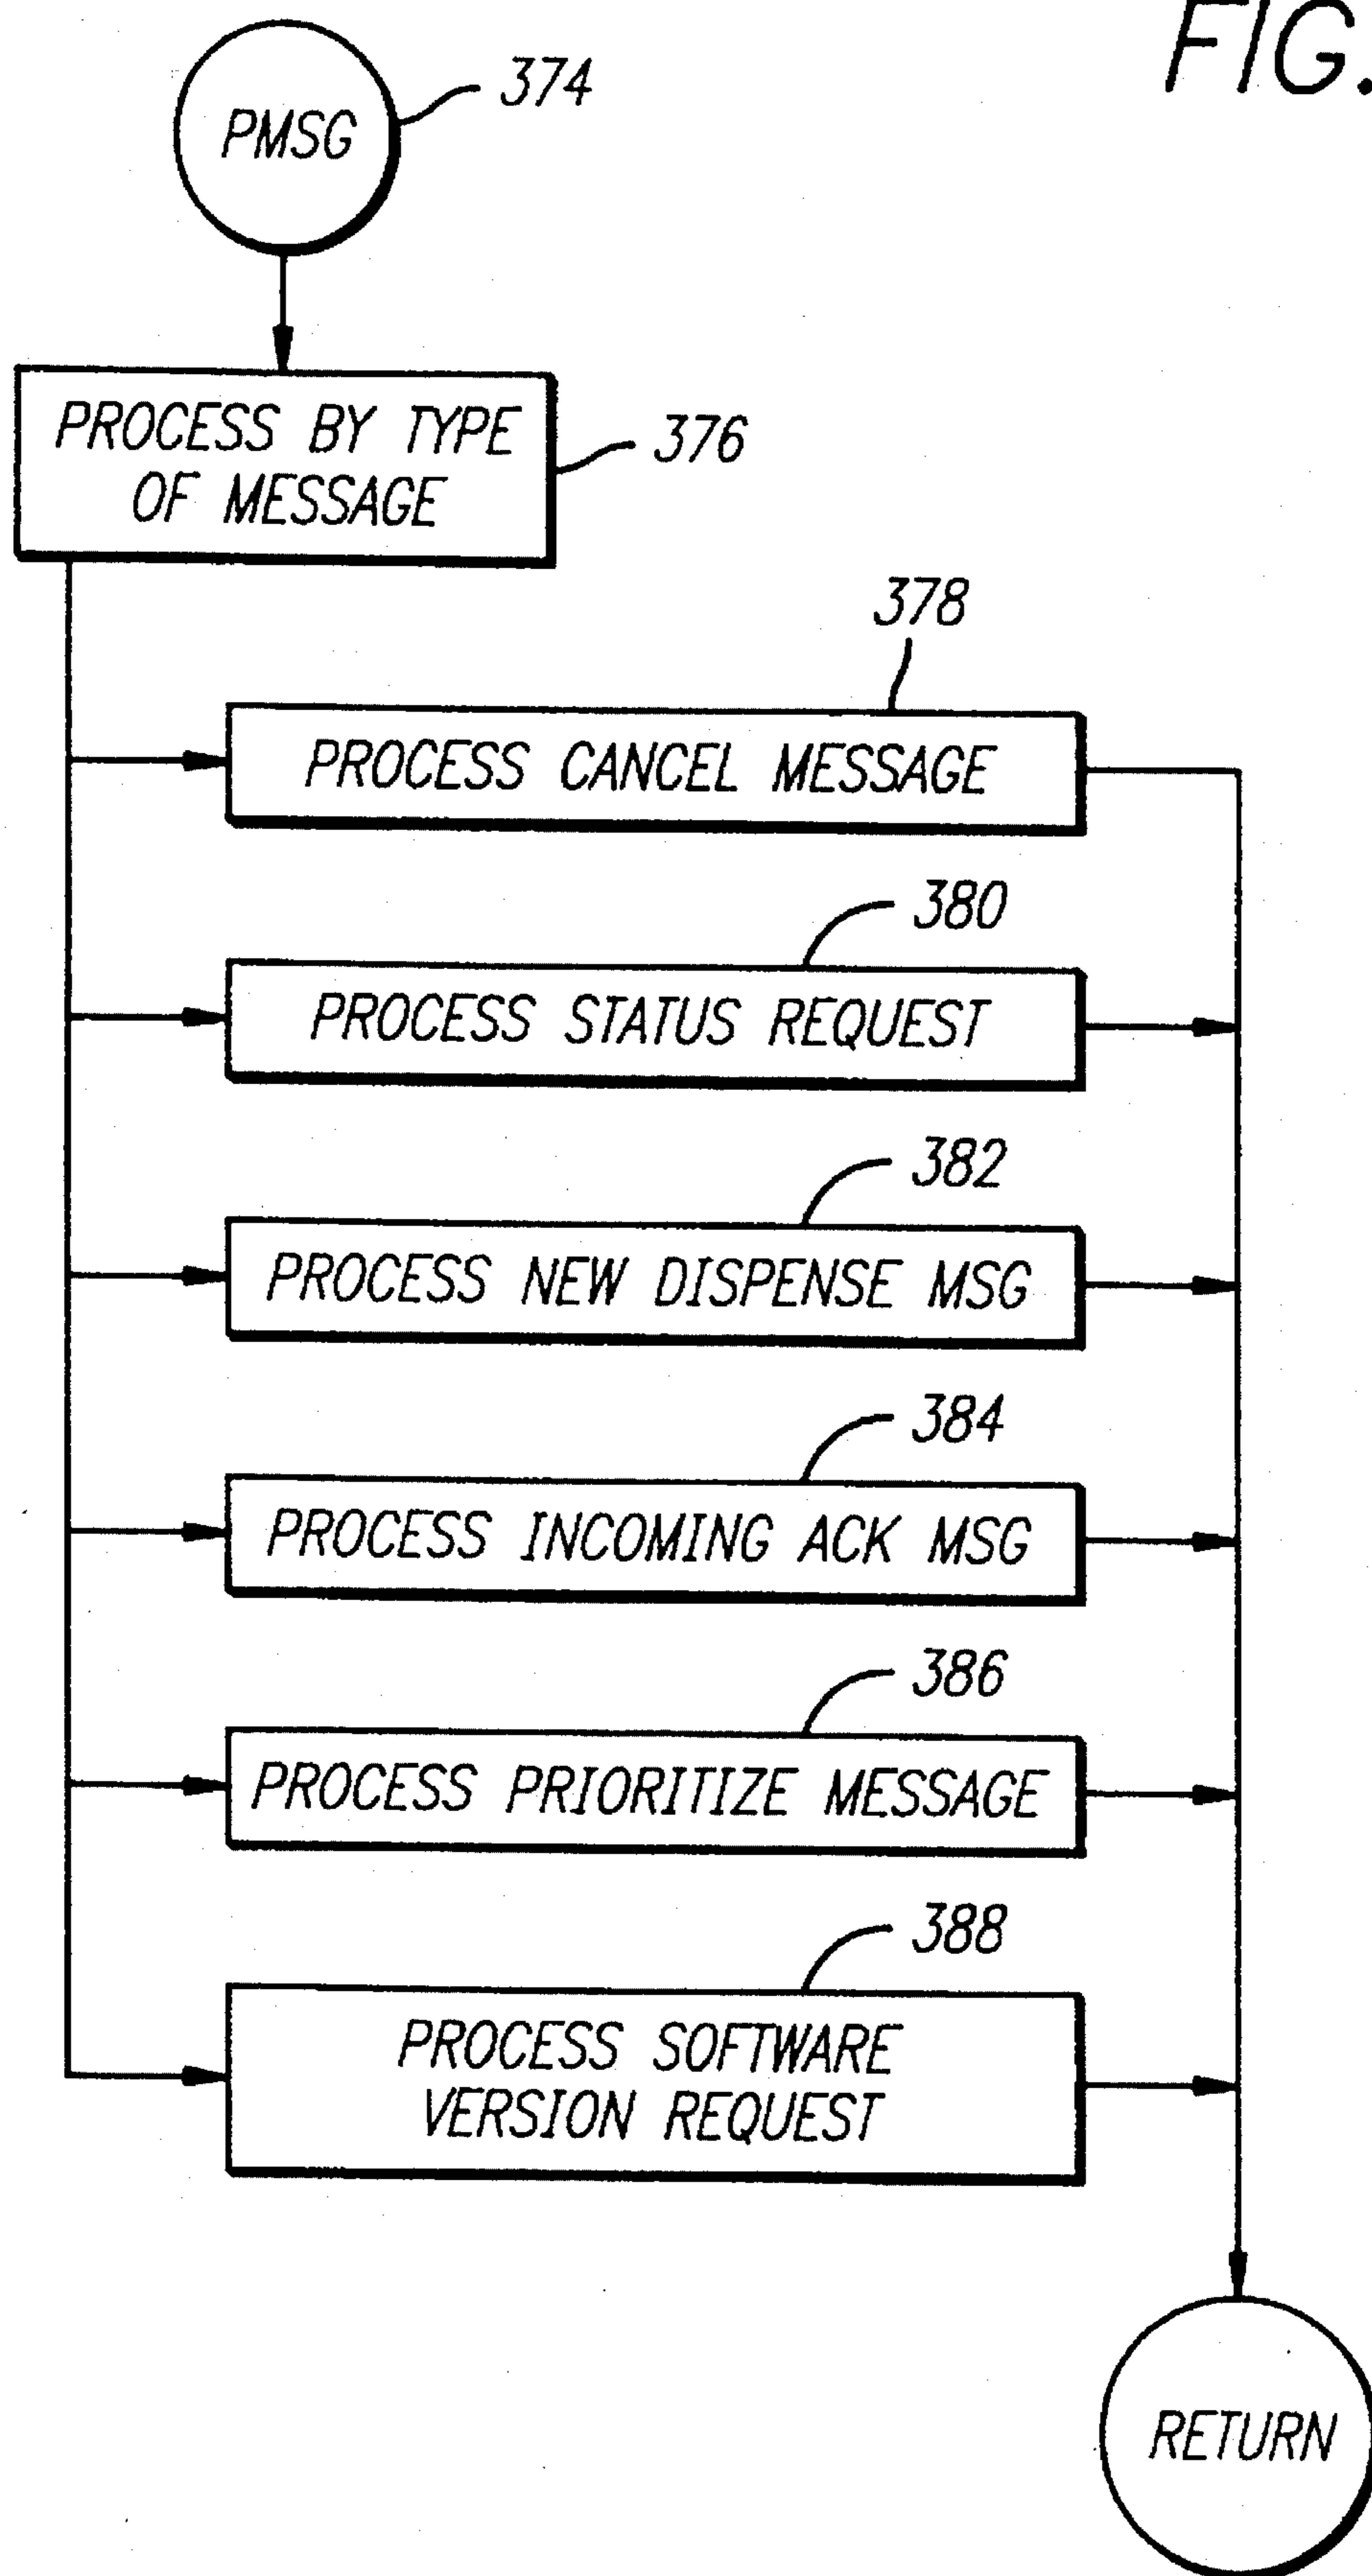 FIG.
374
PMSG
PROCESS BY TYPE
OF MESSAGE
376
378
PROCESS CANCEL MESSAGE
380
PROCESS STATUS REQUEST
382
PROCESS NEW DISPENSE MSG
384
PROCESS INCOMING ACK MSG
386
PROCESS PRIORITIZE MESSAGE
388
PROCESS SOFTWARE
VERSION REQUEST
RETURN